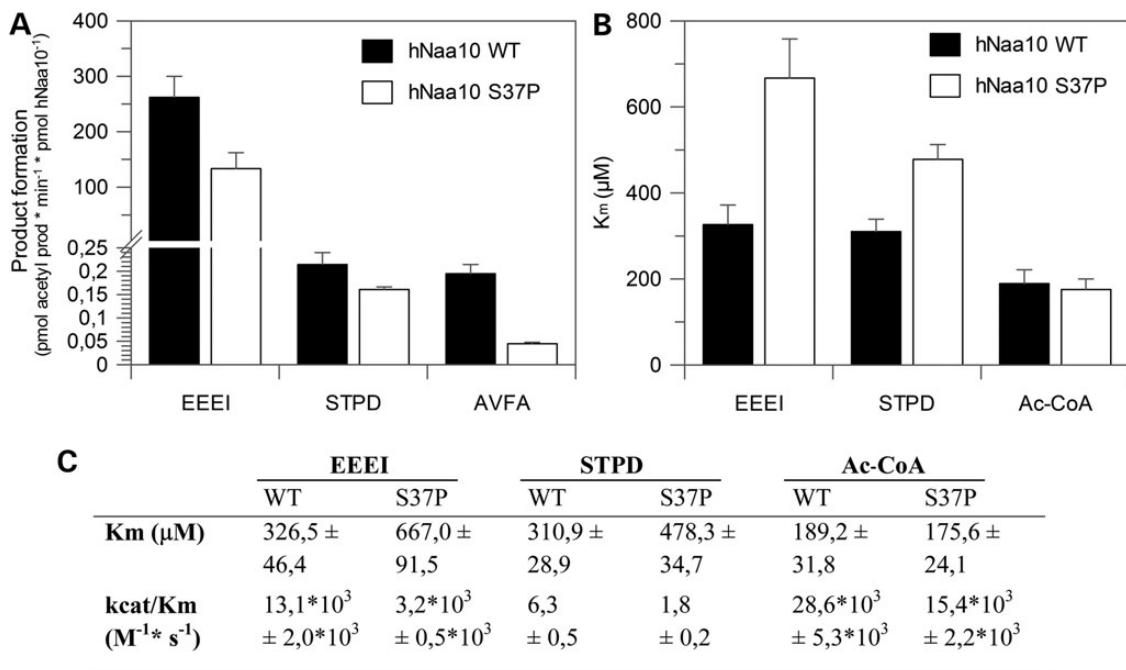 A
Product formation
(pmol acetyl prod * min⁻¹ * pmol hNaa10⁻¹)
400
300
200
100
0,25
0,2
0,15
0,1
0,05
0
hNaa10 WT
hNaa10 S37P
EEEI STPD AVFA
B
Kₘ (µM)
800
600
400
200
0
hNaa10 WT
hNaa10 S37P
EEEI STPD Ac-CoA
C
EEEI STPD Ac-CoA
WT S37P WT S37P WT S37P
Km (µM) 326,5 ± 667,0 ± 310,9 ± 478,3 ± 189,2 ± 175,6 ±
46,4 91,5 28,9 34,7 31,8 24,1
kcat/Km 13,1*10³ 3,2*10³ 6,3 1,8 28,6*10³ 15,4*10³
(M⁻¹* s⁻¹) ± 2,0*10³ ± 0,5*10³ ± 0,5 ± 0,2 ± 5,3*10³ ± 2,2*10³